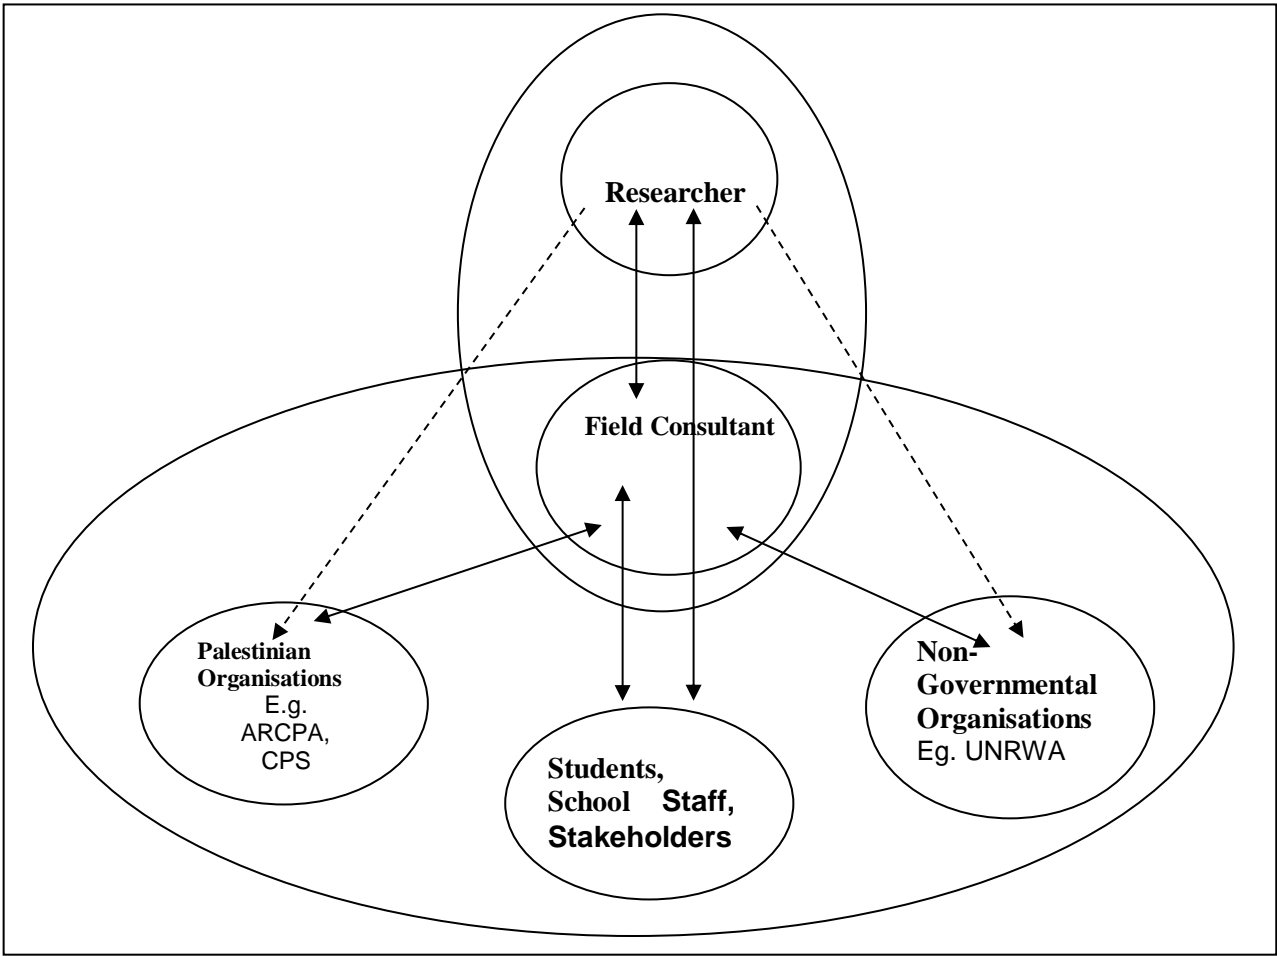 Researcher
Field Consultant
Palestinian
Organisations
E.g.
ARCPA,
CPS
Students,
School Staff,
Stakeholders
Non-
Governmental
Organisations
Eg. UNRWA